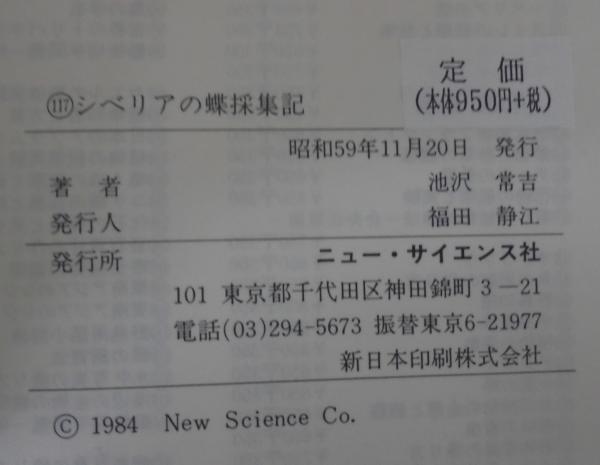 定価
(本体950円+税)
⑰シベリアの蝶採集記
昭和59年11月20日 発行
著者 池沢 常吉
発行人 福田 静江
発行所 ニュー・サイエンス社
101 東京都千代田区神田錦町3—21
電話(03)294-5673 振替東京6-21977
新日本印刷株式会社
© 1984 New Science Co.